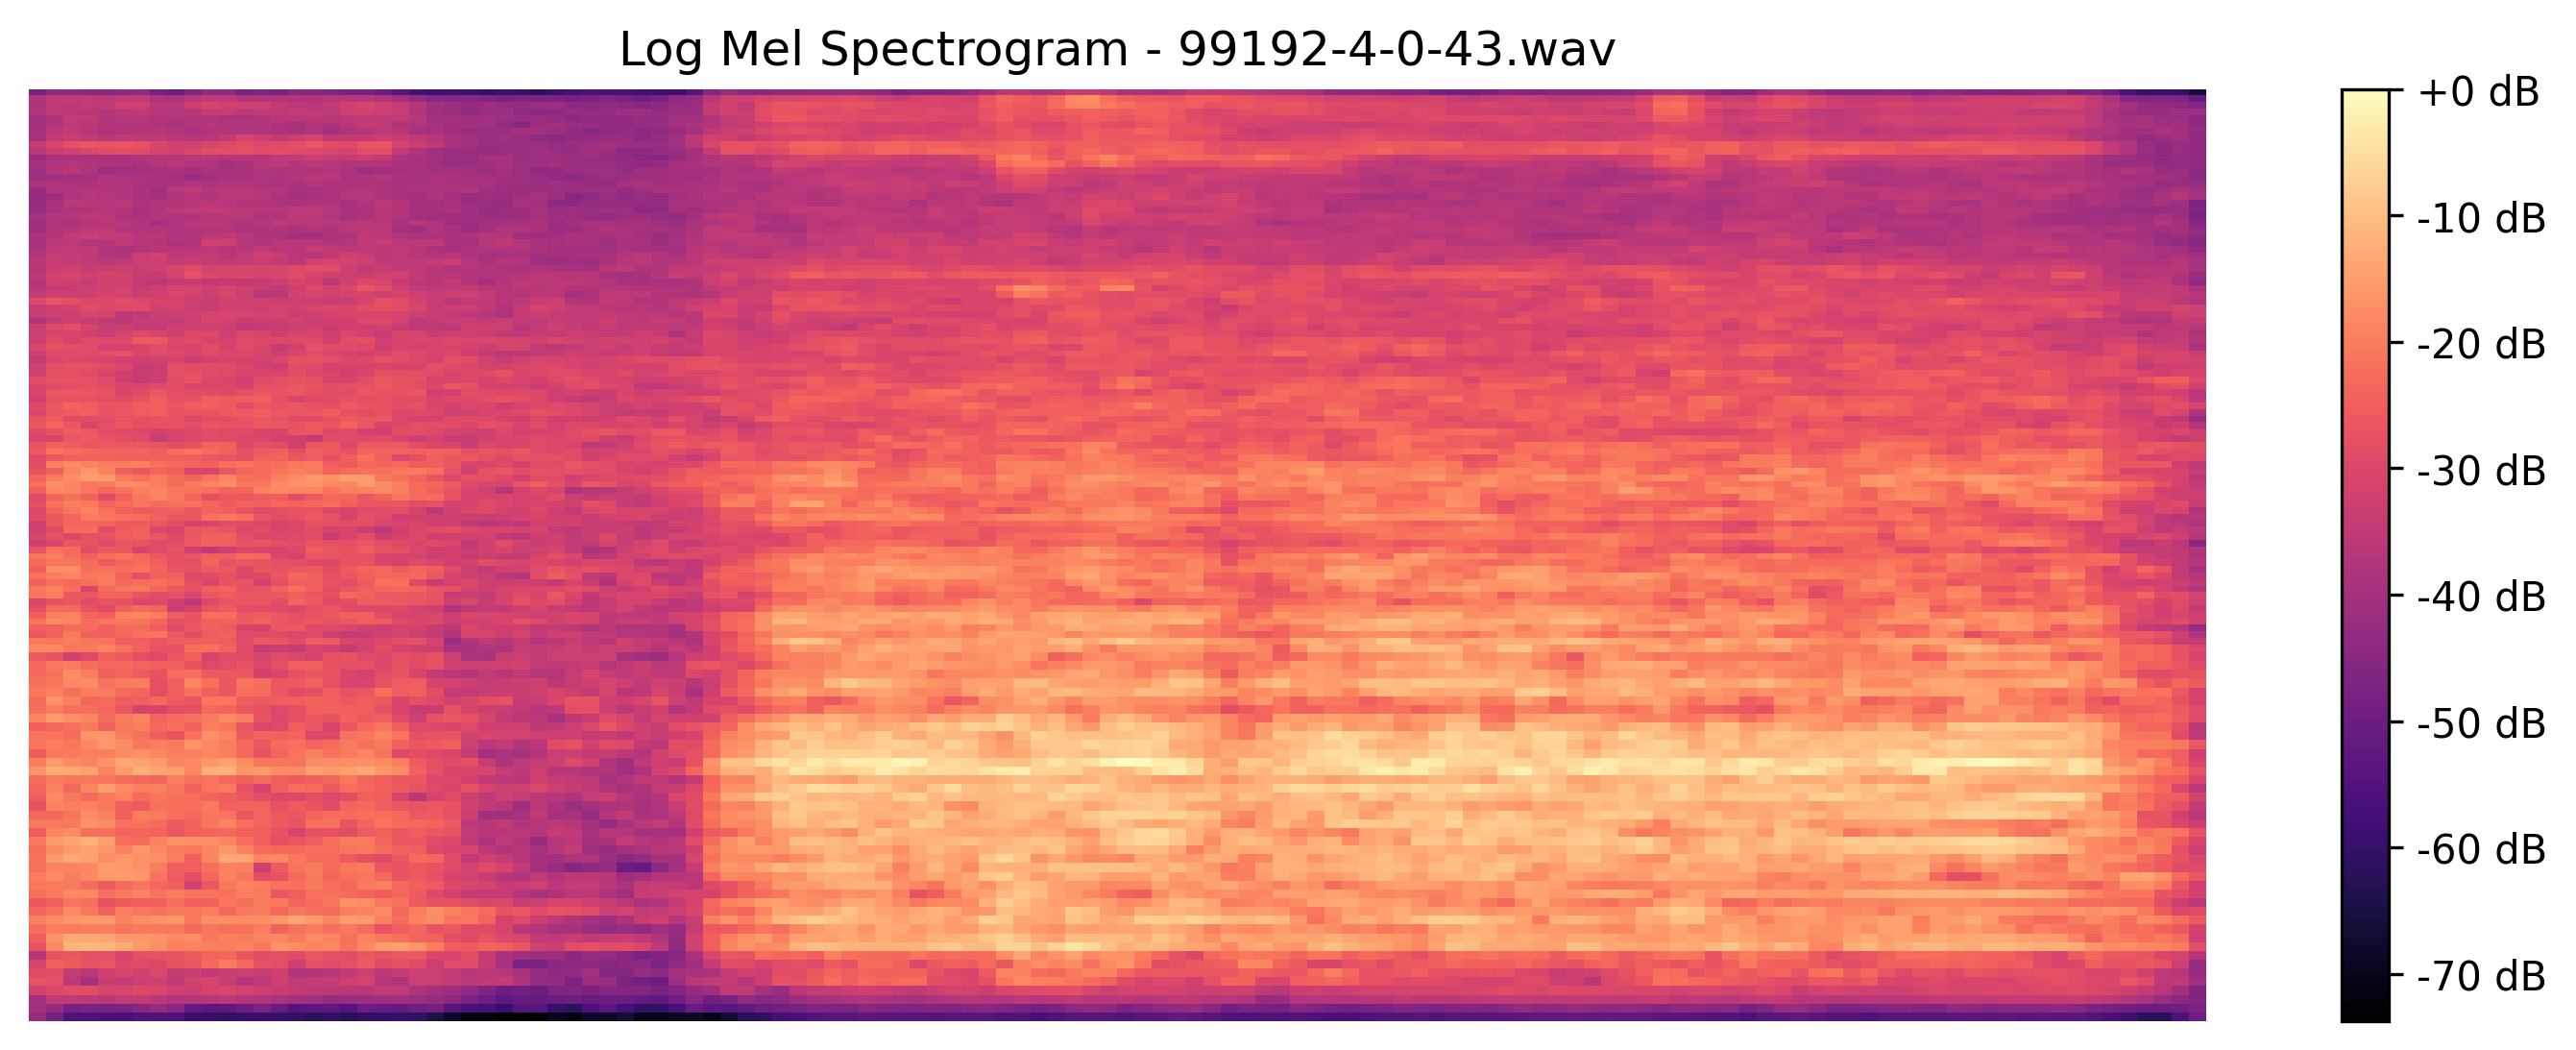 Log Mel Spectrogram - 99192-4-0-43.wav
+0 dB
-10 dB
-20 dB
-30 dB
-40 dB
-50 dB
-60 dB
-70 dB